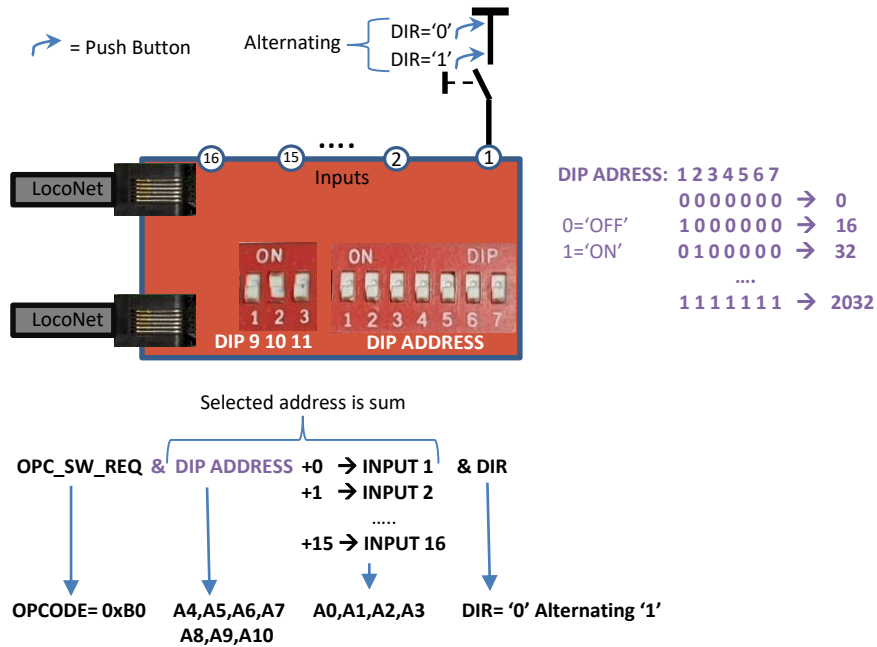 = Push Button
Alternating
DIR=‘0’
DIR=‘1’
16 15 .... 2 1
Inputs
LocoNet
LocoNet
ON
1 2 3
DIP 9 10 11
ON DIP
1 2 3 4 5 6 7
DIP ADDRESS
DIP ADRESS: 1 2 3 4 5 6 7
0 0 0 0 0 0 0 → 0
0=‘OFF’ 1 0 0 0 0 0 0 → 16
1=‘ON’ 0 1 0 0 0 0 0 → 32
....
1 1 1 1 1 1 1 → 2032
Selected address is sum
OPC_SW_REQ & DIP ADDRESS +0 → INPUT 1 & DIR
+1 → INPUT 2
.....
+15 → INPUT 16
OPCODE= 0xB0 A4,A5,A6,A7 A0,A1,A2,A3 DIR= ‘0’ Alternating ‘1’
A8,A9,A10